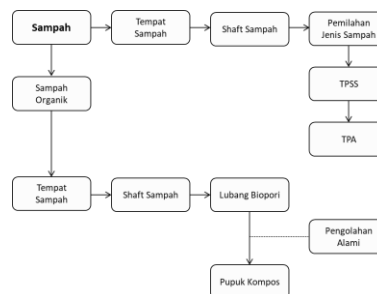 Sampah
Tempat
Sampah
Shaft Sampah
Pemilahan
Jenis Sampah
Sampah
Organik
TPSS
TPA
Tempat
Sampah
Shaft Sampah
Lubang Biopori
Pengolahan
Alami
Pupuk Kompos